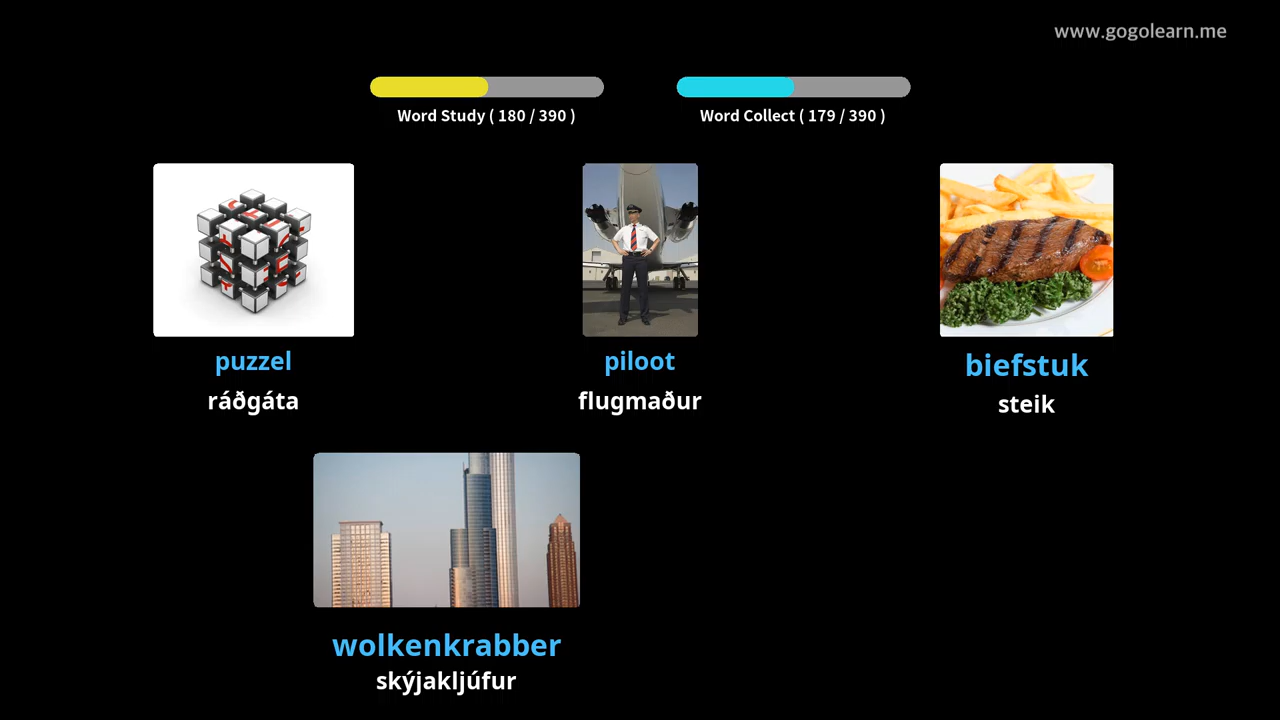 www.gogolearn.me
Word Study ( 180 / 390 )
Word Collect ( 179 / 390 )
puzzel
ráðgáta
piloot
flugmaður
biefstuk
steik
wolkenkrabber
skýjakljúfur